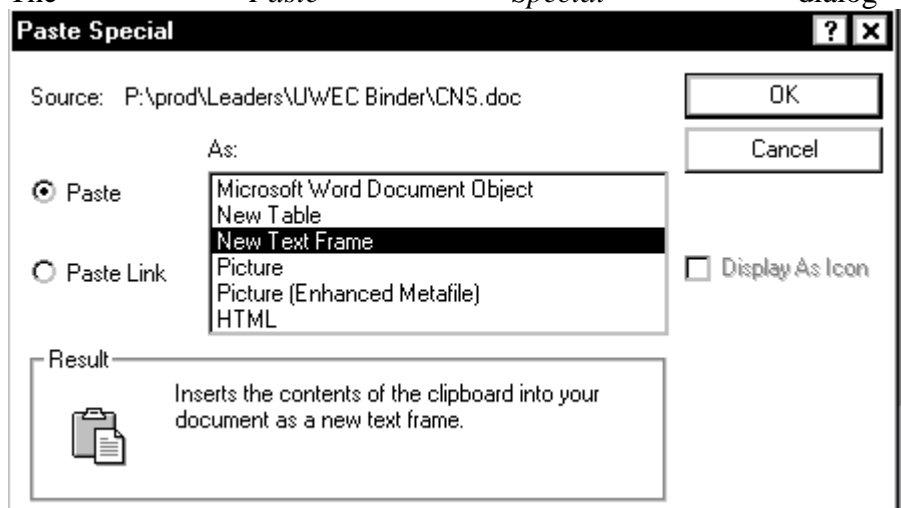 The Paste Special dialog
Paste Special
Source: P:\prod\Leaders\UWEC Binder\CNS.doc
OK
Cancel
As:
Paste
Paste Link
Microsoft Word Document Object
New Table
New Text Frame
Picture
Picture (Enhanced Metafile)
HTML
Display As Icon
Result
Inserts the contents of the clipboard into your
document as a new text frame.